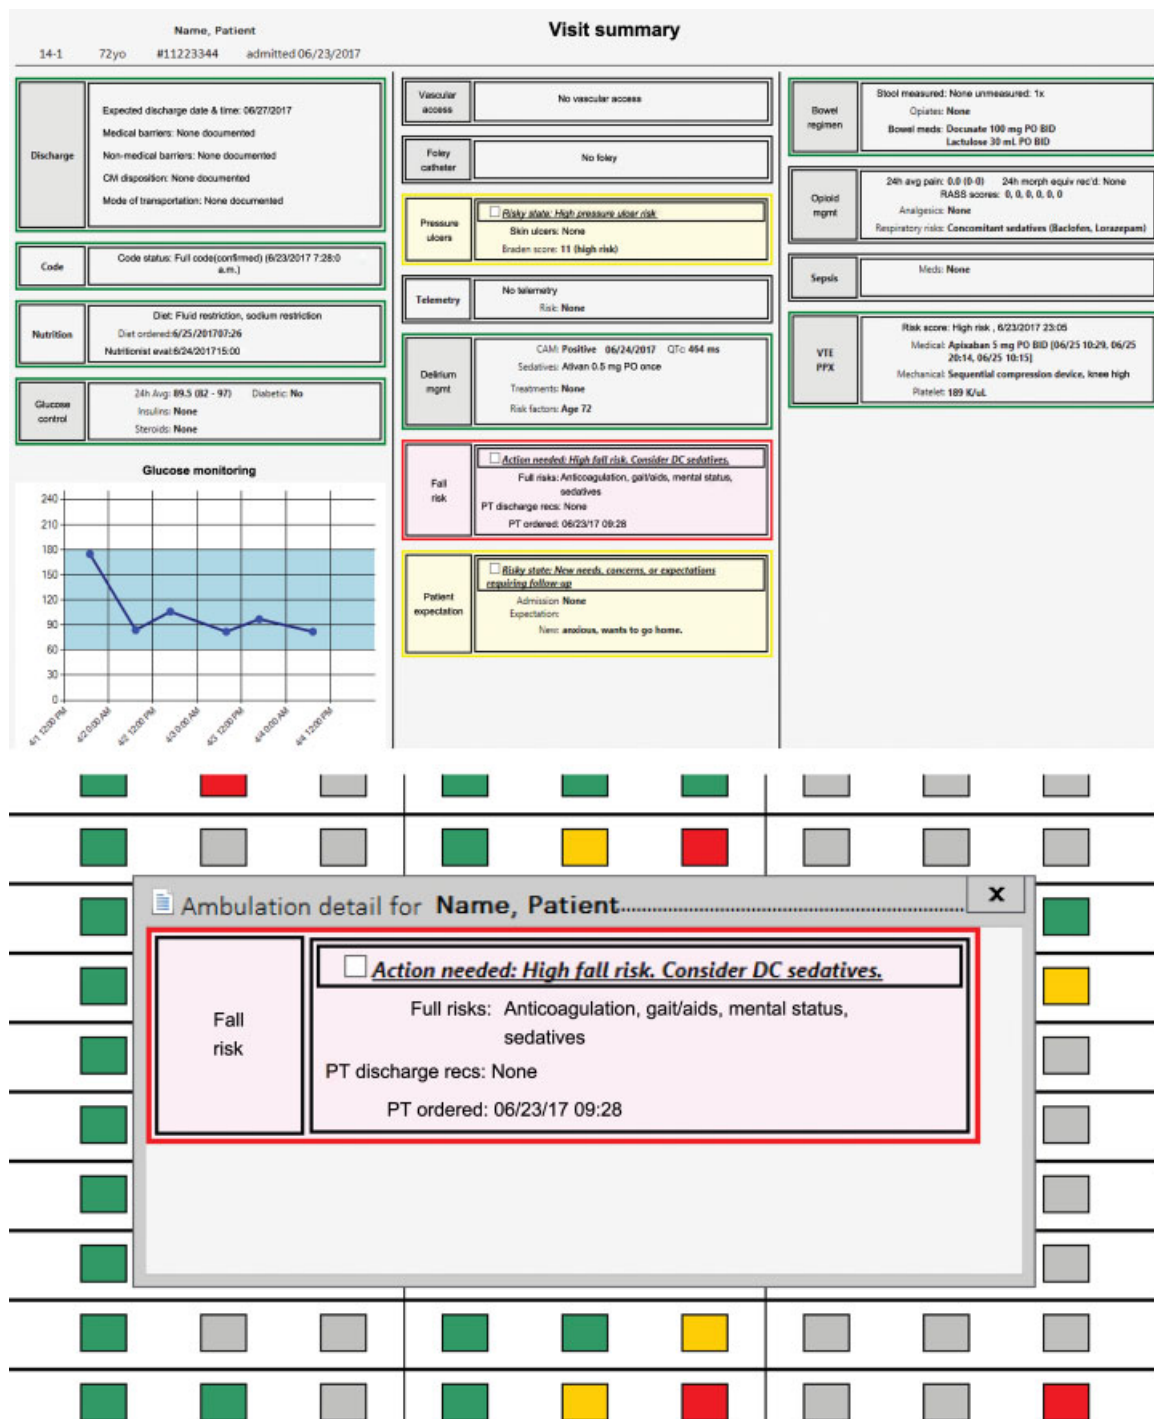 Name, Patient
Visit summary
14-1 72yo #11223344 admitted 06/23/2017
Discharge
Expected discharge date & time: 06/27/2017
Medical barriers: None documented
Non-medical barriers: None documented
CM disposition: None documented
Mode of transportation: None documented
Code
Code status: Full code(confirmed) (6/23/2017 7:28:0
a.m.)
Nutrition
Diet: Fluid restriction, sodium restriction
Diet ordered:6/25/201707:26
Nutritionist eval:6/24/201715:00
Glucose
control
24h Avg: 89.5 (82 - 97) Diabetic: No
Insulins: None
Steroids: None
Glucose monitoring
240
210
180
150
120
90
60
30
0
4/1 12:00 PM
4/2 0:00 AM
4/2 12:00 PM
4/3 0:00 AM
4/3 12:00 PM
4/4 0:00 AM
4/4 12:00 PM
Vascular
access
No vascular access
Foley
catheter
No foley
Pressure
ulcers
Risky state: High pressure ulcer risk
Skin ulcers: None
Braden score: 11 (high risk)
Telemetry
No telemetry
Risk: None
Delirium
mgmt
CAM: Positive 06/24/2017 QTc: 464 ms
Sedatives: Ativan 0.5 mg PO once
Treatments: None
Risk factors: Age 72
Fall
risk
Action needed: High fall risk. Consider DC sedatives.
Full risks: Anticoagulation, gait/aids, mental status,
sedatives
PT discharge recs: None
PT ordered: 06/23/17 09:28
Patient
expectation
Risky state: New needs, concerns, or expectations
requiring follow-up
Admission None
Expectation:
New: anxious, wants to go home.
Bowel
regimen
Stool measured: None unmeasured: 1x
Opiates: None
Bowel meds: Docusate 100 mg PO BID
Lactulose 30 mL PO BID
Opioid
mgmt
24h avg pain: 0.0 (0-0) 24h morph equiv rec'd: None
RASS scores: 0, 0, 0, 0, 0, 0
Analgesics: None
Respiratory risks: Concomitant sedatives (Baclofen, Lorazepam)
Sepsis
Meds: None
VTE
PPX
Risk score: High risk , 6/23/2017 23:05
Medical: Apixaban 5 mg PO BID [06/25 10:29, 06/25
20:14, 06/25 10:15]
Mechanical: Sequential compression device, knee high
Platelet: 189 K/uL
Ambulation detail for Name, Patient
X
Fall
risk
Action needed: High fall risk. Consider DC sedatives.
Full risks: Anticoagulation, gait/aids, mental status,
sedatives
PT discharge recs: None
PT ordered: 06/23/17 09:28